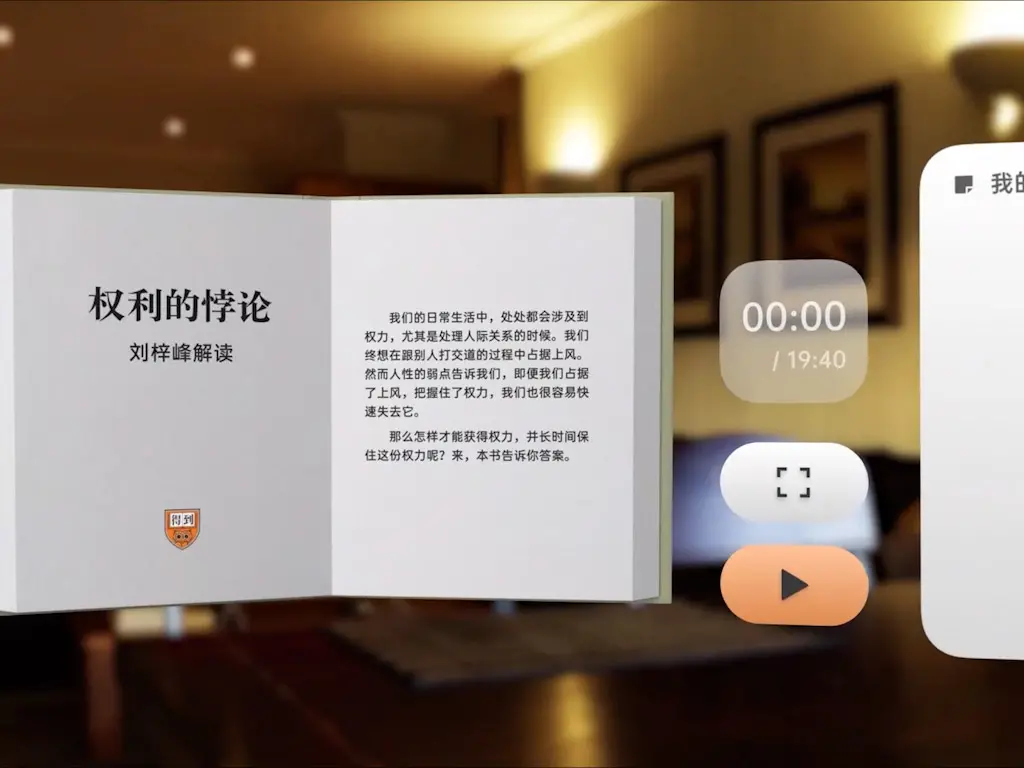 权利的悖论
刘梓峰解读
得到
我们的日常生活中，处处都会涉及到
权力，尤其是处理人际关系的时候。我们
终想在跟别人打交道的过程中占据上风。
然而人性的弱点告诉我们，即便我们占据
了上风，把握住了权力，我们也很容易快
速失去它。
那么怎样才能获得权力，并长时间保
住这份权力呢？来，本书告诉你答案。
00:00
/ 19:40
我的